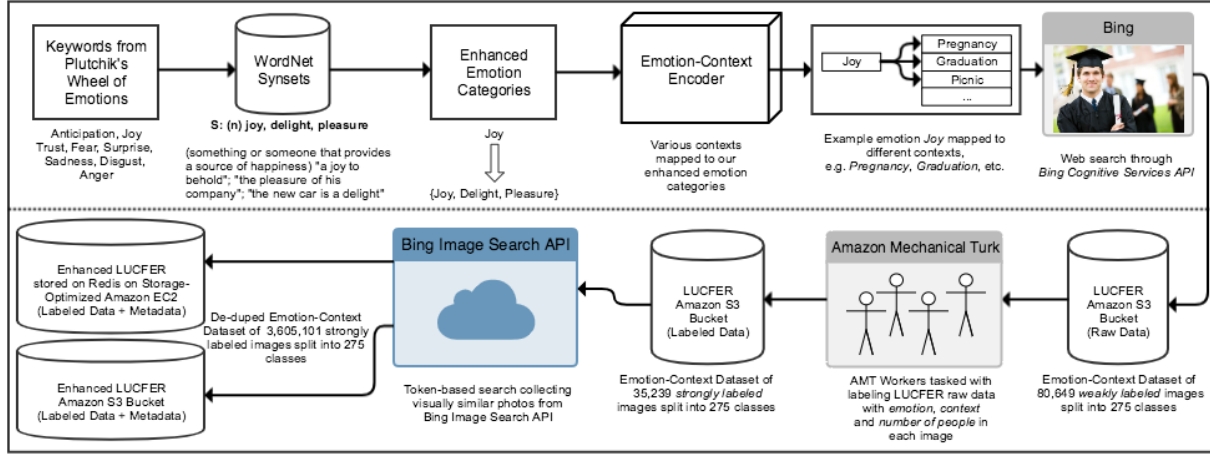 Keywords from
Plutchik's
Wheel of
Emotions
Anticipation, Joy
Trust, Fear, Surprise,
Sadness, Disgust,
Anger
WordNet
Synsets
S: (n) joy, delight, pleasure
(something or someone that provides
a source of happiness) "a joy to
behold"; "the pleasure of his
company"; "the new car is a delight"
Enhanced
Emotion
Categories
Joy
{Joy, Delight, Pleasure}
Emotion-Context
Encoder
Various contexts
mapped to our
enhanced emotion
categories
Joy
Pregnancy
Graduation
Picnic
...
Example emotion Joy mapped to
different contexts,
e.g. Pregnancy, Graduation, etc.
Bing
Web search through
Bing Cognitive Services API
Enhanced LUCFER
stored on Redis on Storage-
Optimized Amazon EC2
(Labeled Data + Metadata)
Enhanced LUCFER
Amazon S3 Bucket
(Labeled Data + Metadata)
De-duped Emotion-Context
Dataset of 3,605,101 strongly
labeled images split into 275
classes
Bing Image Search API
Token-based search collecting
visually similar photos from
Bing Image Search API
LUCFER
Amazon S3
Bucket
(Labeled Data)
Emotion-Context Dataset of
35,239 strongly labeled
images split into 275 classes
Amazon Mechanical Turk
AMT Workers tasked with
labeling LUCFER raw data
with emotion, context
and number of people in
each image
LUCFER
Amazon S3
Bucket
(Raw Data)
Emotion-Context Dataset of
80,649 weakly labeled images
split into 275 classes